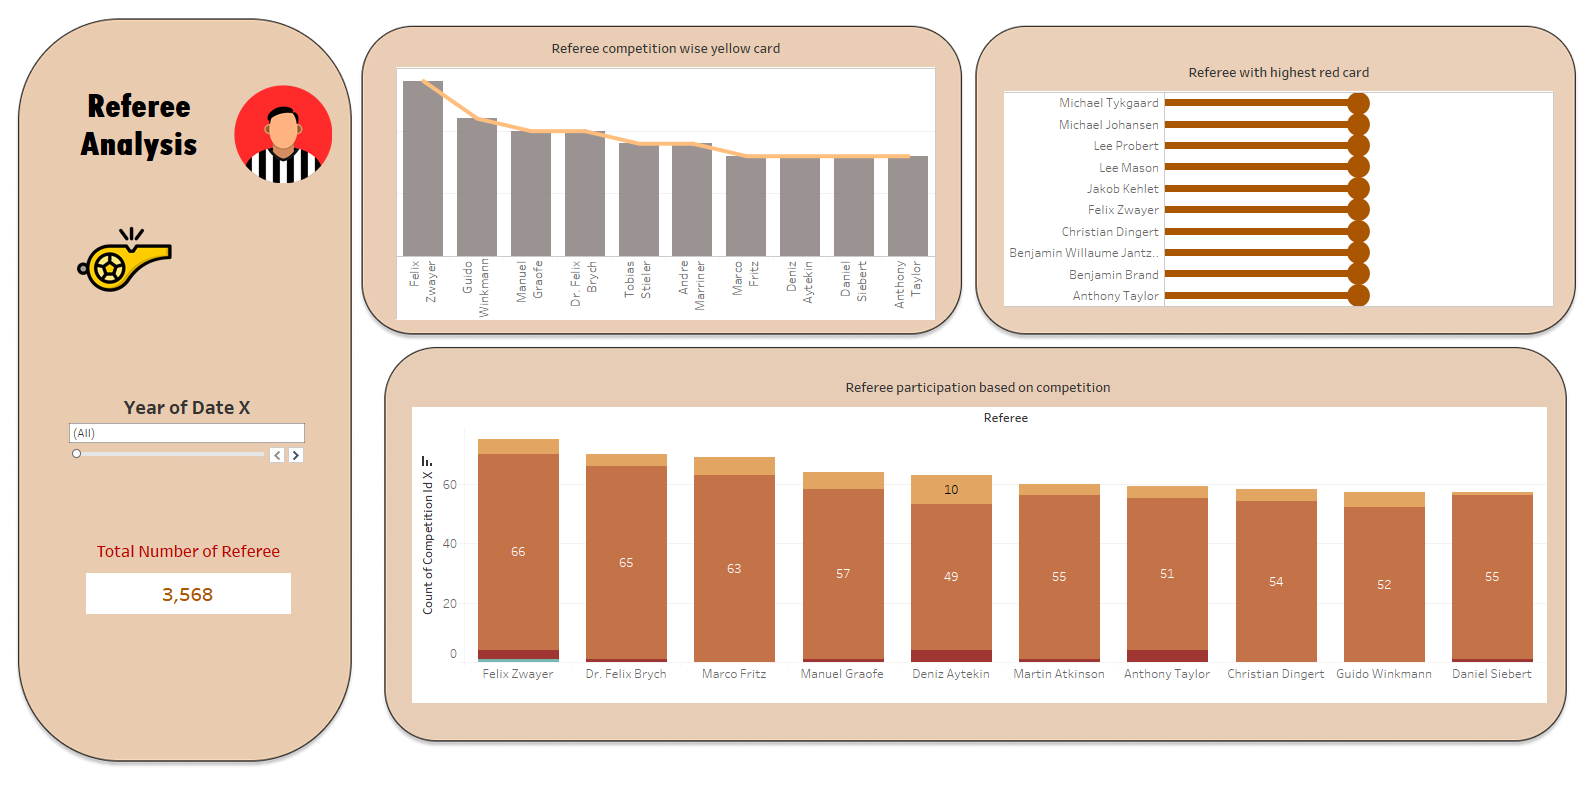 Referee
Analysis
Year of Date X
(All)
Total Number of Referee
3,568
Referee competition wise yellow card
Felix
Zwayer
Guido
Winkmann
Manuel
Graofe
Dr. Felix
Brych
Tobias
Stieler
Andre
Marriner
Marco
Fritz
Deniz
Aytekin
Daniel
Siebert
Anthony
Taylor
Referee with highest red card
Michael Tykgaard
Michael Johansen
Lee Probert
Lee Mason
Jakob Kehlet
Felix Zwayer
Christian Dingert
Benjamin Willaume Jantz..
Benjamin Brand
Anthony Taylor
Referee participation based on competition
Referee
Count of Competition Id X
60
40
20
0
66
65
63
57
10
49
55
51
54
52
55
Felix Zwayer
Dr. Felix Brych
Marco Fritz
Manuel Graofe
Deniz Aytekin
Martin Atkinson
Anthony Taylor
Christian Dingert
Guido Winkmann
Daniel Siebert